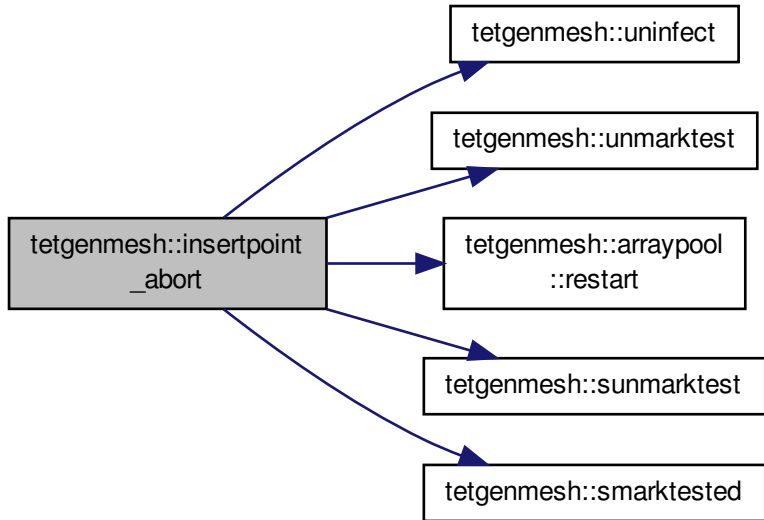 tetgenmesh::uninfect
tetgenmesh::unmarktest
tetgenmesh::insertpoint
_abort
tetgenmesh::arraypool
::restart
tetgenmesh::sunmarktest
tetgenmesh::smarktested